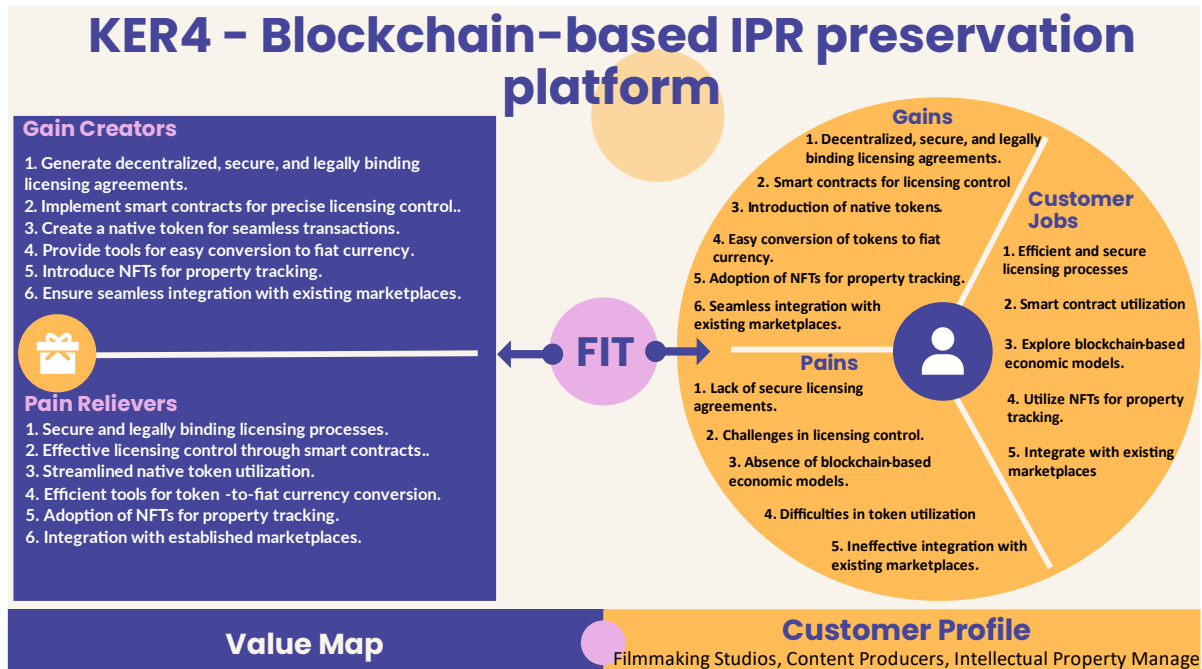 KER4 - Blockchain-based IPR preservation
platform
Gain Creators
1. Generate decentralized, secure, and legally binding
licensing agreements.
2. Implement smart contracts for precise licensing control..
3. Create a native token for seamless transactions.
4. Provide tools for easy conversion to fiat currency.
5. Introduce NFTs for property tracking.
6. Ensure seamless integration with existing marketplaces.
Pain Relievers
1. Secure and legally binding licensing processes.
2. Effective licensing control through smart contracts..
3. Streamlined native token utilization.
4. Efficient tools for token -to-fiat currency conversion.
5. Adoption of NFTs for property tracking.
6. Integration with established marketplaces.
FIT
Gains
1. Decentralized, secure, and legally
binding licensing agreements.
2. Smart contracts for licensing control
3. Introduction of native tokens.
4. Easy conversion of tokens to fiat
currency.
5. Adoption of NFTs for property tracking.
6. Seamless integration with
existing marketplaces.
Pains
1. Lack of secure licensing
agreements.
2. Challenges in licensing control.
3. Absence of blockchain-based
economic models.
4. Difficulties in token utilization
5. Ineffective integration with
existing marketplaces.
Customer
Jobs
1. Efficient and secure
licensing processes
2. Smart contract utilization
3. Explore blockchain-based
economic models.
4. Utilize NFTs for property
tracking.
5. Integrate with existing
marketplaces
Value Map
Customer Profile
Filmmaking Studios, Content Producers, Intellectual Property Manage